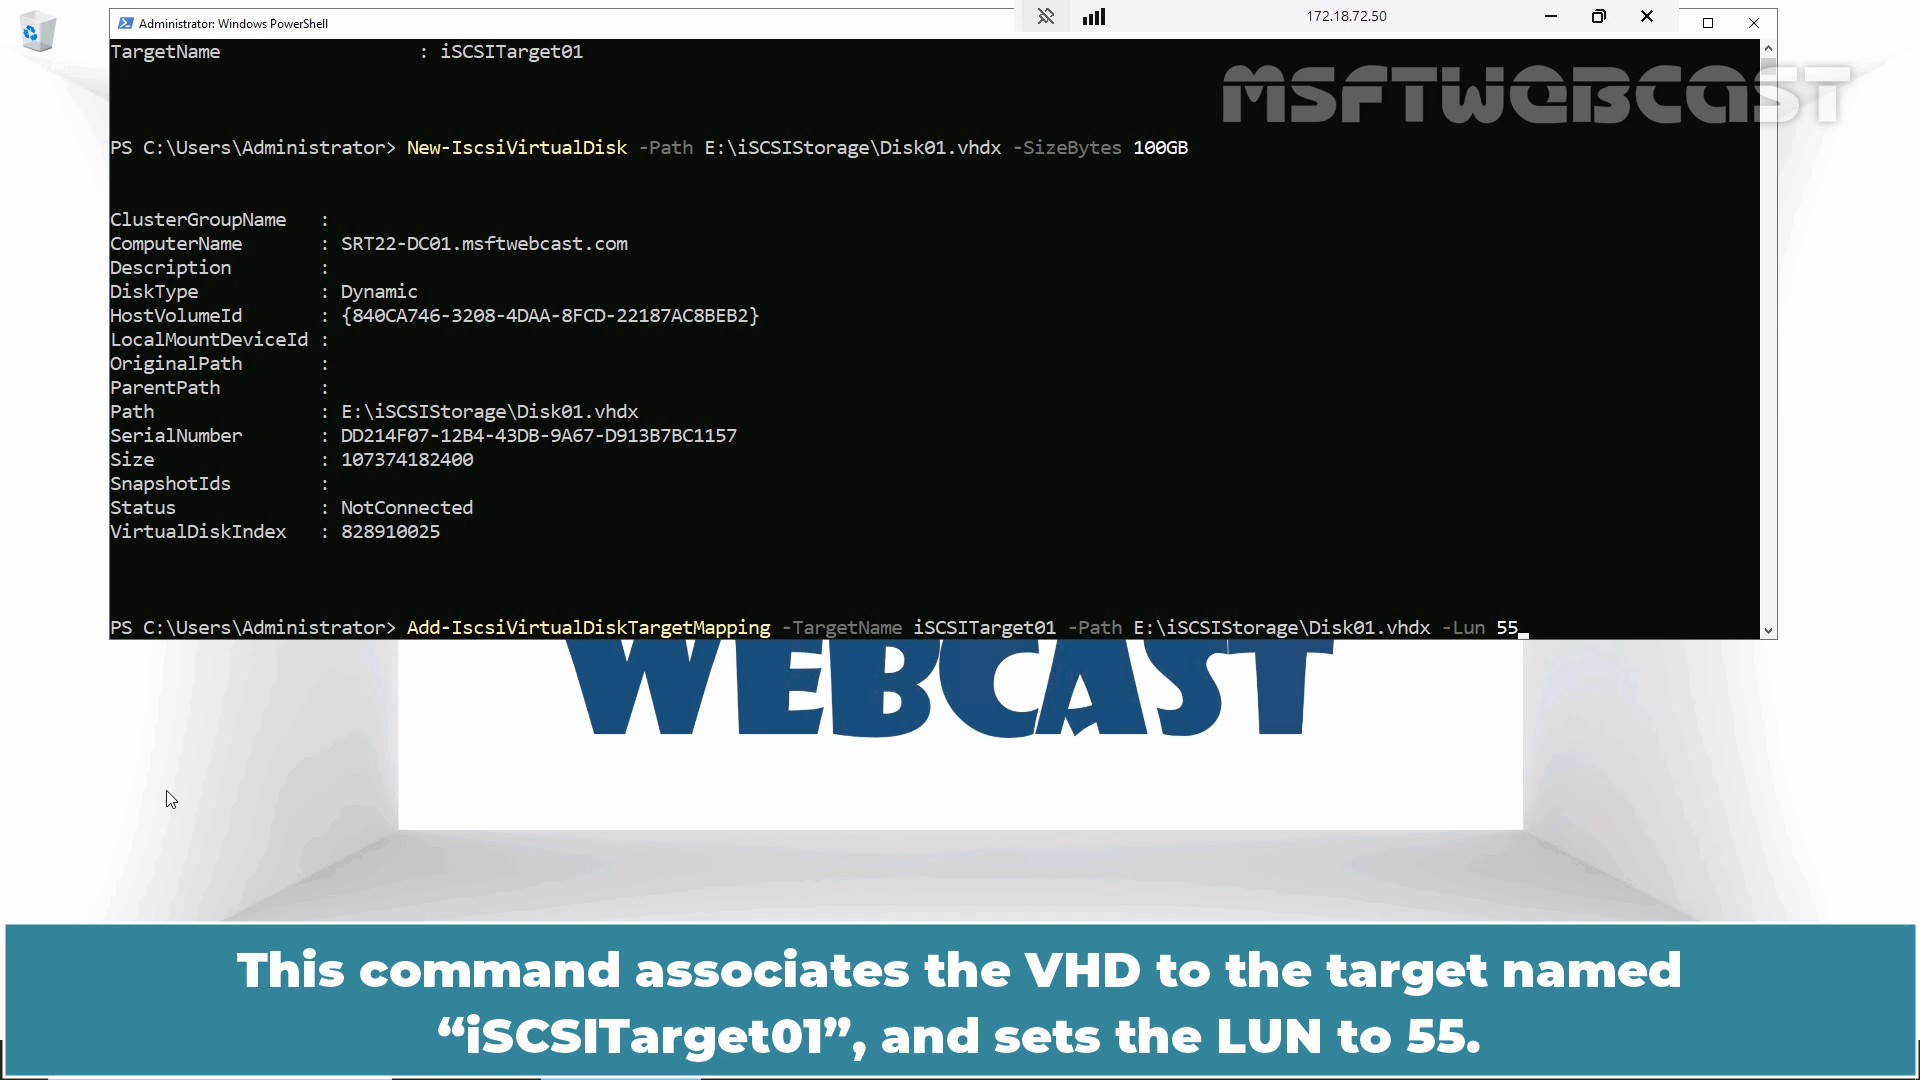 Administrator: Windows PowerShell
172.18.72.50
TargetName : iSCSITarget01
MSFTWEBCAST
PS C:\Users\Administrator> New-IscsiVirtualDisk -Path E:\iSCSIStorage\Disk01.vhdx -SizeBytes 100GB
ClusterGroupName :
ComputerName : SRT22-DC01.msftwebcast.com
Description :
DiskType : Dynamic
HostVolumeId : {840CA746-3208-4DAA-8FCD-22187AC8BEB2}
LocalMountDeviceId :
OriginalPath :
ParentPath :
Path : E:\iSCSIStorage\Disk01.vhdx
SerialNumber : DD214F07-12B4-43DB-9A67-D913B7BC1157
Size : 107374182400
SnapshotIds :
Status : NotConnected
VirtualDiskIndex : 828910025
PS C:\Users\Administrator> Add-IscsiVirtualDiskTargetMapping -TargetName iSCSITarget01 -Path E:\iSCSIStorage\Disk01.vhdx -Lun 55
WEBCAST
This command associates the VHD to the target named
“iSCSITarget01”, and sets the LUN to 55.